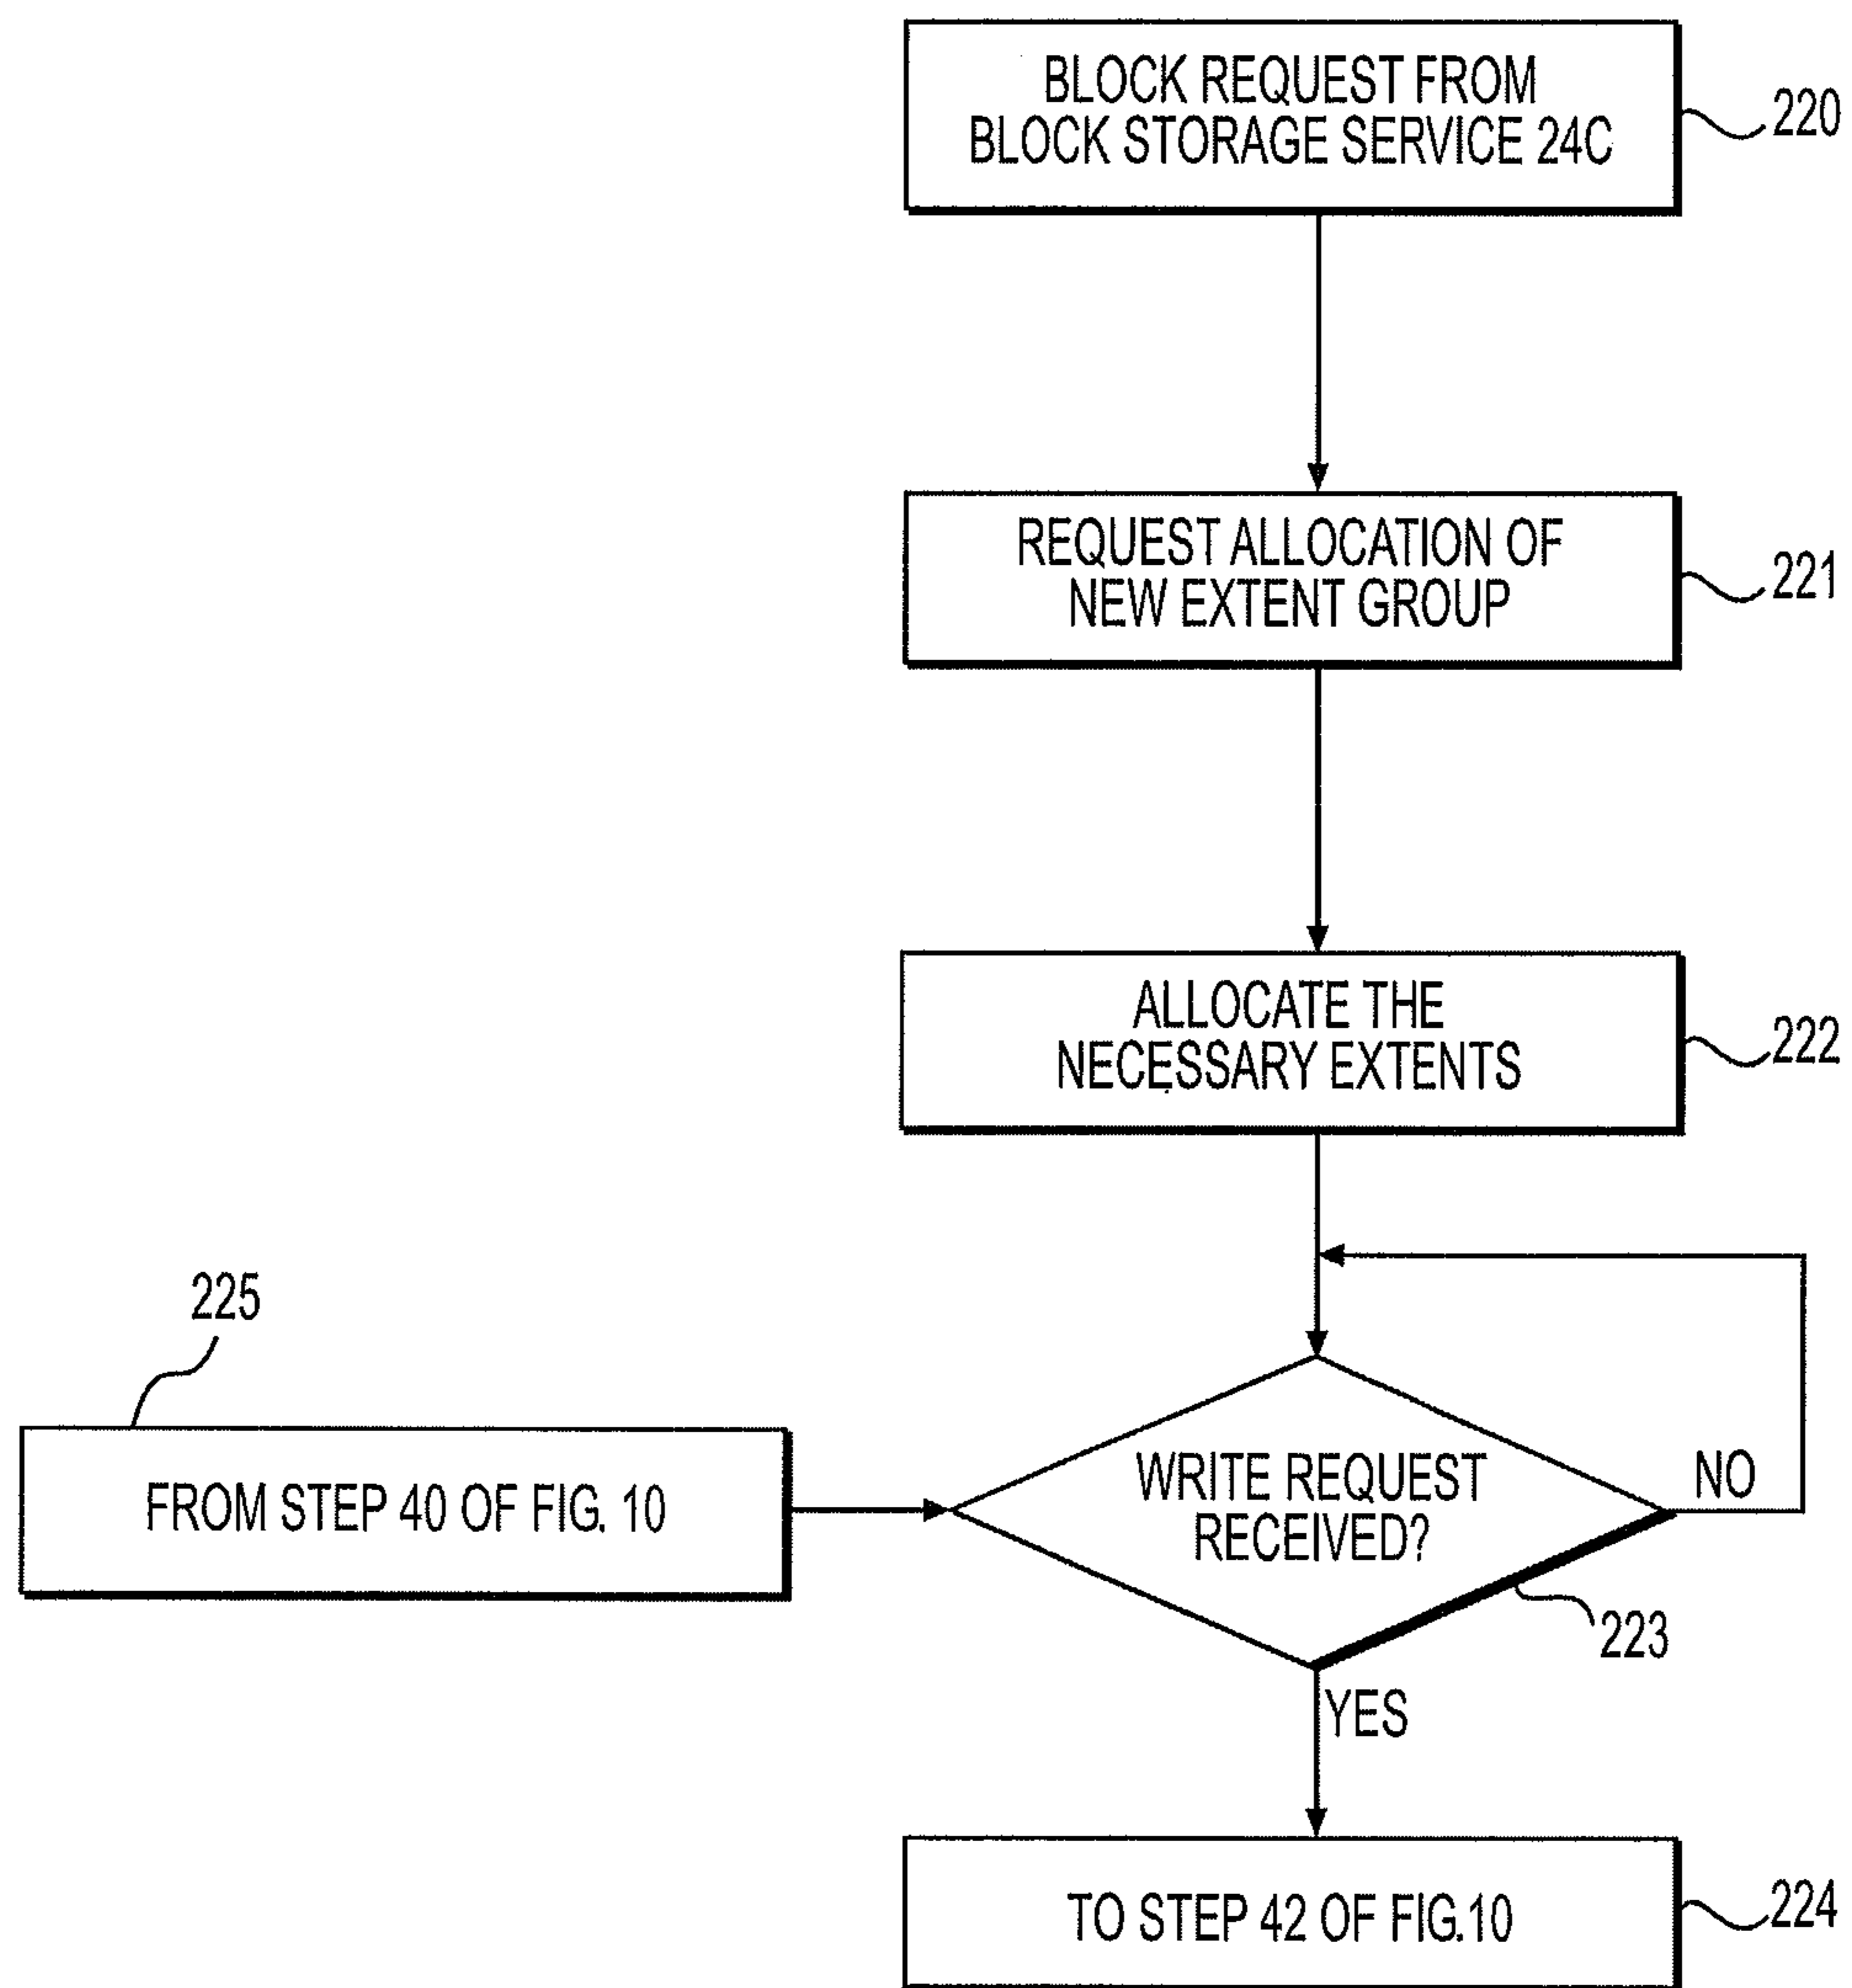 BLOCK REQUEST FROM
BLOCK STORAGE SERVICE 24C
220
REQUEST ALLOCATION OF
NEW EXTENT GROUP
221
ALLOCATE THE
NECESSARY EXTENTS
222
225
FROM STEP 40 OF FIG. 10
WRITE REQUEST
RECEIVED?
NO
223
YES
TO STEP 42 OF FIG.10
224